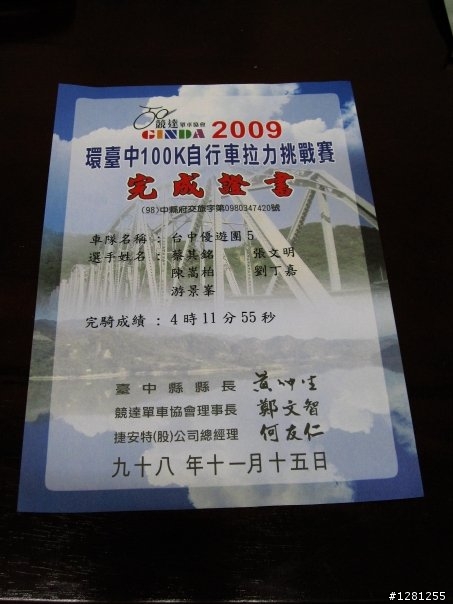 競達單車協會
GINDA 2009
環臺中100K自行車拉力挑戰賽
完成證書
(98)中縣府交旅字第0980347420號
車隊名稱：台中優遊團5
選手姓名：蔡其銘 張文明
陳嵩柏 劉丁嘉
游景峯
完騎成績：4時11分55秒
臺中縣縣長 黃仲生
競達單車協會理事長 鄭文智
捷安特(股)公司總經理 何友仁
九十八年十一月十五日
#1281255